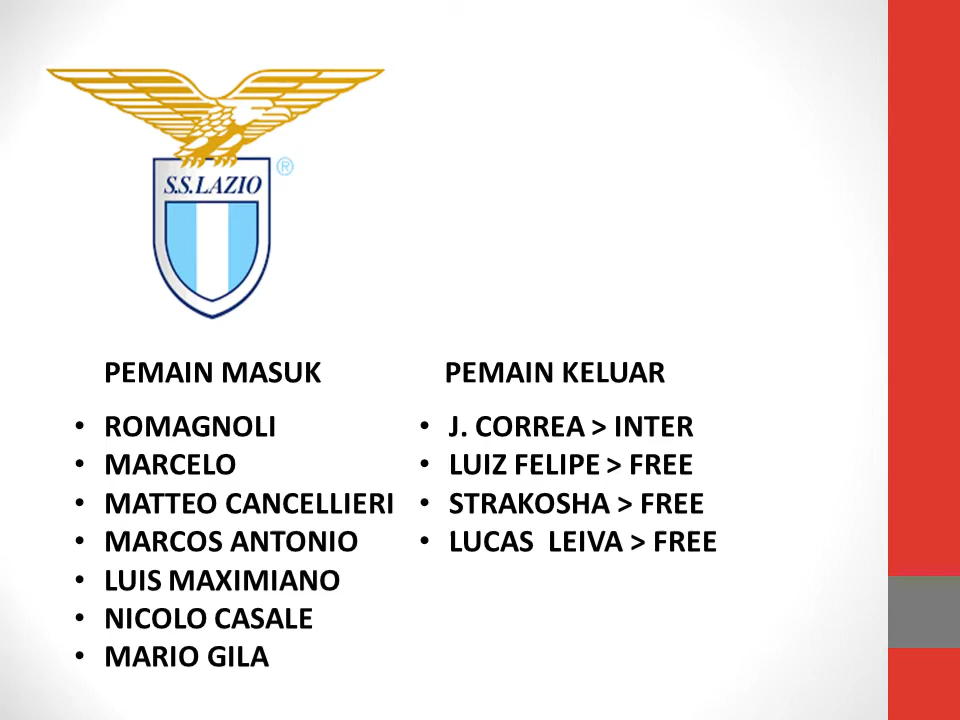 S.S.LAZIO
®
PEMAIN MASUK
• ROMAGNOLI
• MARCELO
• MATTEO CANCELLIERI
• MARCOS ANTONIO
• LUIS MAXIMIANO
• NICOLO CASALE
• MARIO GILA
PEMAIN KELUAR
• J. CORREA > INTER
• LUIZ FELIPE > FREE
• STRAKOSHA > FREE
• LUCAS  LEIVA > FREE